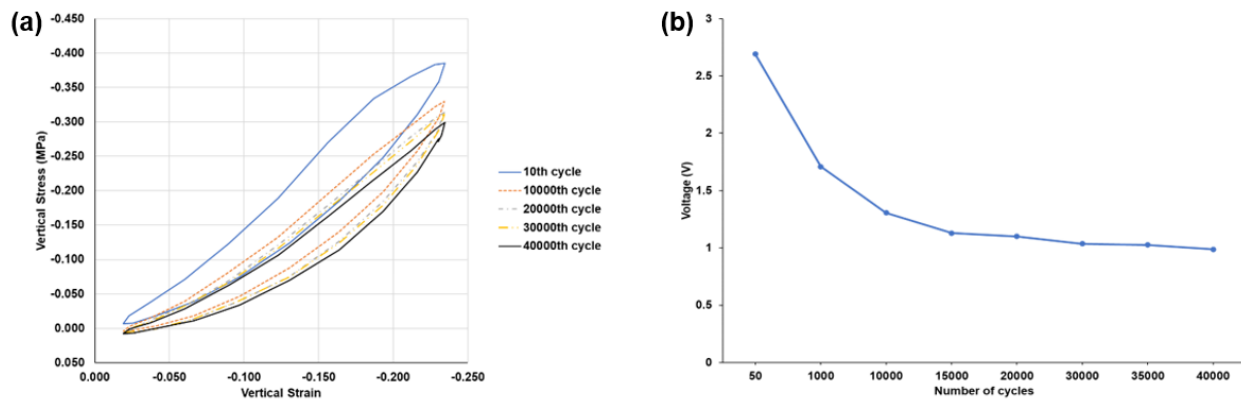 (a)
-0.450
-0.400
-0.350
-0.300
-0.250
-0.200
-0.150
-0.100
-0.050
0.000
0.050
Vertical Stress (MPa)
0.000 -0.050 -0.100 -0.150 -0.200 -0.250
Vertical Strain
10th cycle
10000th cycle
20000th cycle
30000th cycle
40000th cycle
(b)
3
2.5
2
1.5
1
0.5
0
Voltage (V)
50 1000 10000 15000 20000 30000 35000 40000
Number of cycles